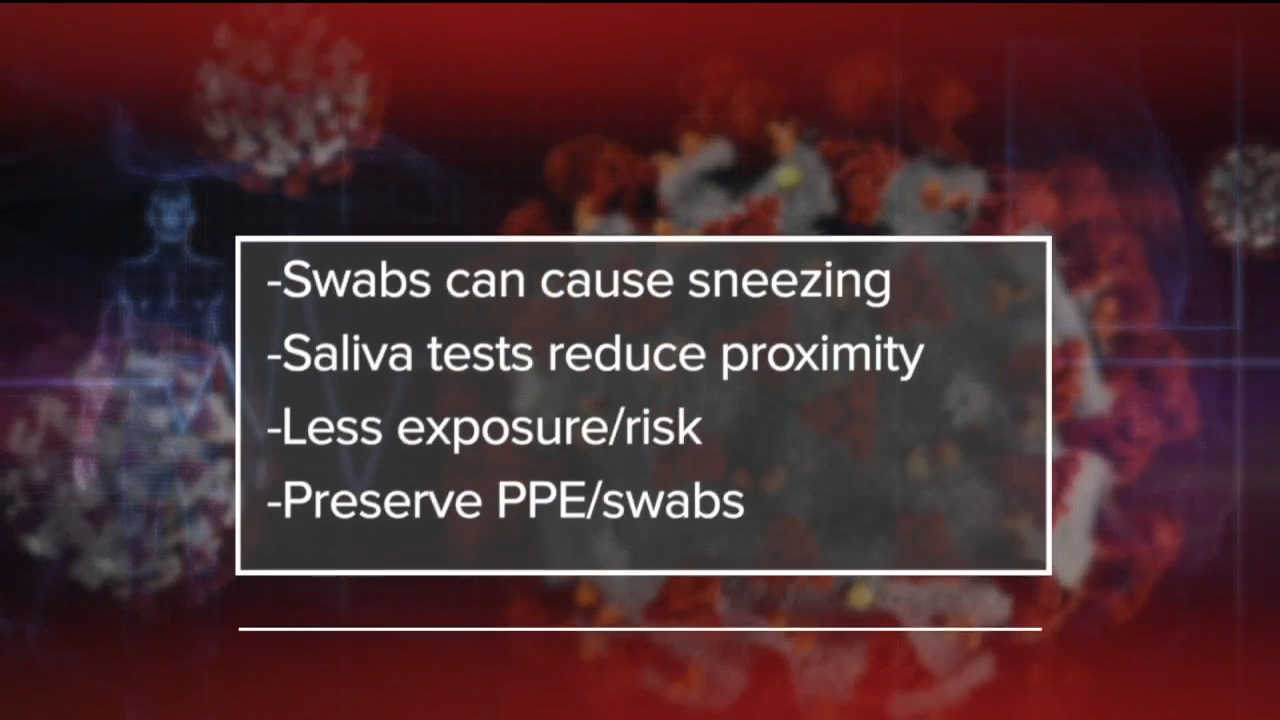 -Swabs can cause sneezing
-Saliva tests reduce proximity
-Less exposure/risk
-Preserve PPE/swabs